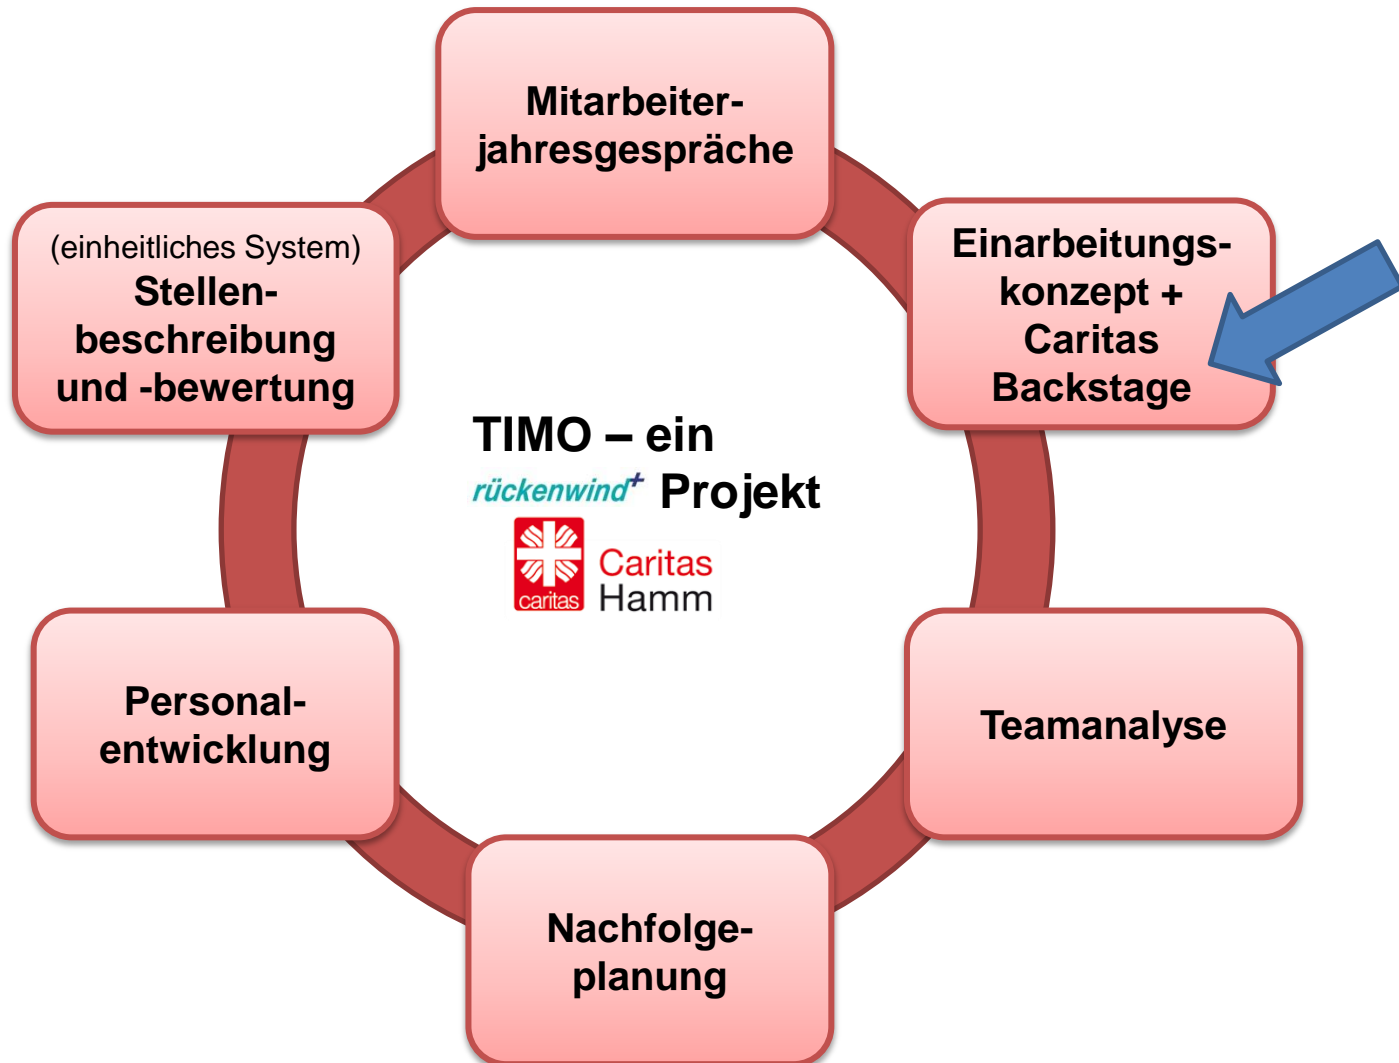 Mitarbeiter-
jahresgespräche
(einheitliches System)
Stellen-
beschreibung
und -bewertung
Einarbeitungs-
konzept +
Caritas
Backstage
TIMO – ein
rückenwind+ Projekt
caritas
Caritas
Hamm
Personal-
entwicklung
Teamanalyse
Nachfolge-
planung